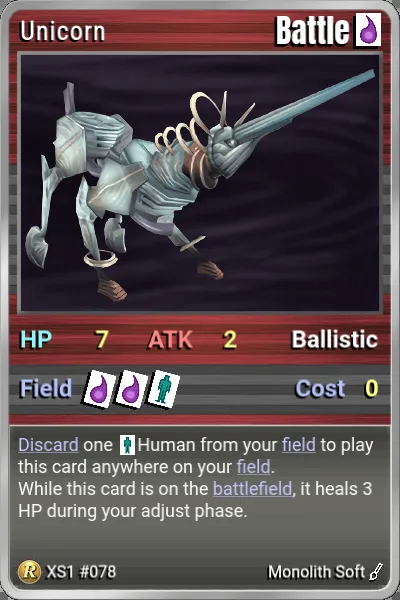 Unicorn Battle
HP 7 ATK 2 Ballistic
Field Cost 0
Discard one Human from your field to play
this card anywhere on your field.
While this card is on the battlefield, it heals 3
HP during your adjust phase.
R XS1 #078 Monolith Soft